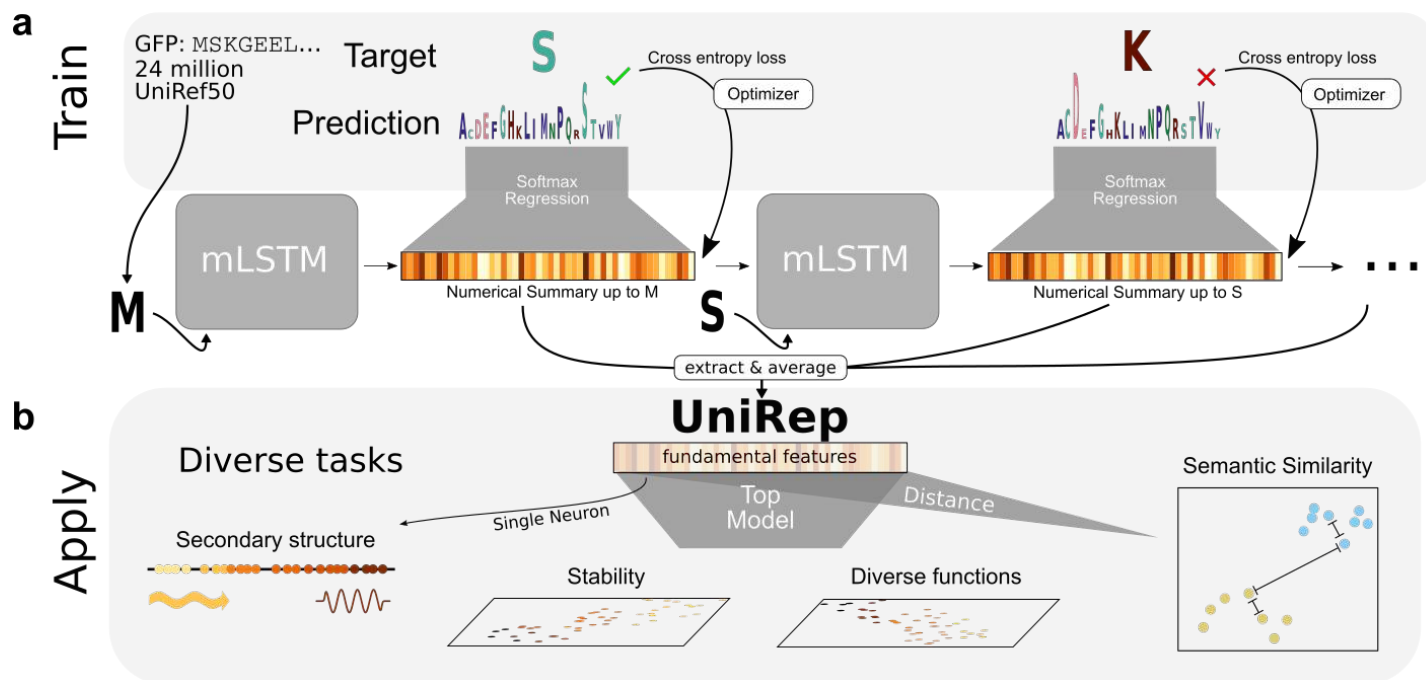 a
Train
GFP: MSKGEEL...
24 million
UniRef50
Target
S
K
Prediction
ACDEFGHKLIMNPQRSTVWY
ACDEFGHKLIMNPQRSTVWY
Cross entropy loss
Optimizer
Cross entropy loss
Optimizer
Softmax
Regression
Softmax
Regression
mLSTM
mLSTM
...
M
Numerical Summary up to M
S
Numerical Summary up to S
extract & average
b
Apply
UniRep
fundamental features
Diverse tasks
Top
Model
Distance
Single Neuron
Semantic Similarity
Secondary structure
Stability
Diverse functions